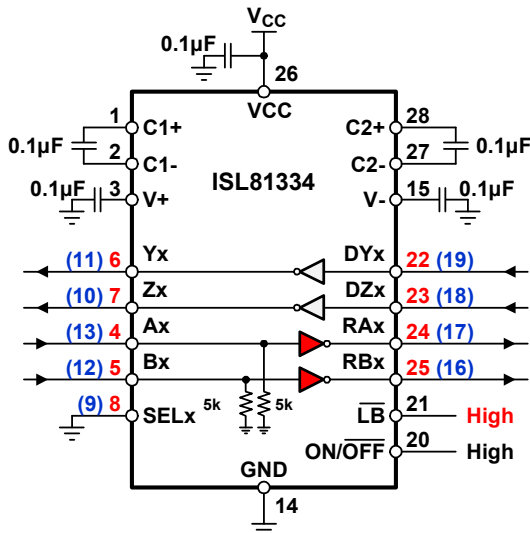 VCC
0.1µF
26
VCC
1 C1+ C2+ 28
0.1µF 0.1µF
2 C1- C2- 27
ISL81334
0.1µF 0.1µF
3 V+ V- 15
(11) 6 Yx DYx 22 (19)
(10) 7 Zx DZx 23 (18)
(13) 4 Ax RAx 24 (17)
(12) 5 Bx RBx 25 (16)
5k 5k
(9) 8 SELx LB 21 High
ON/OFF 20 High
GND
14